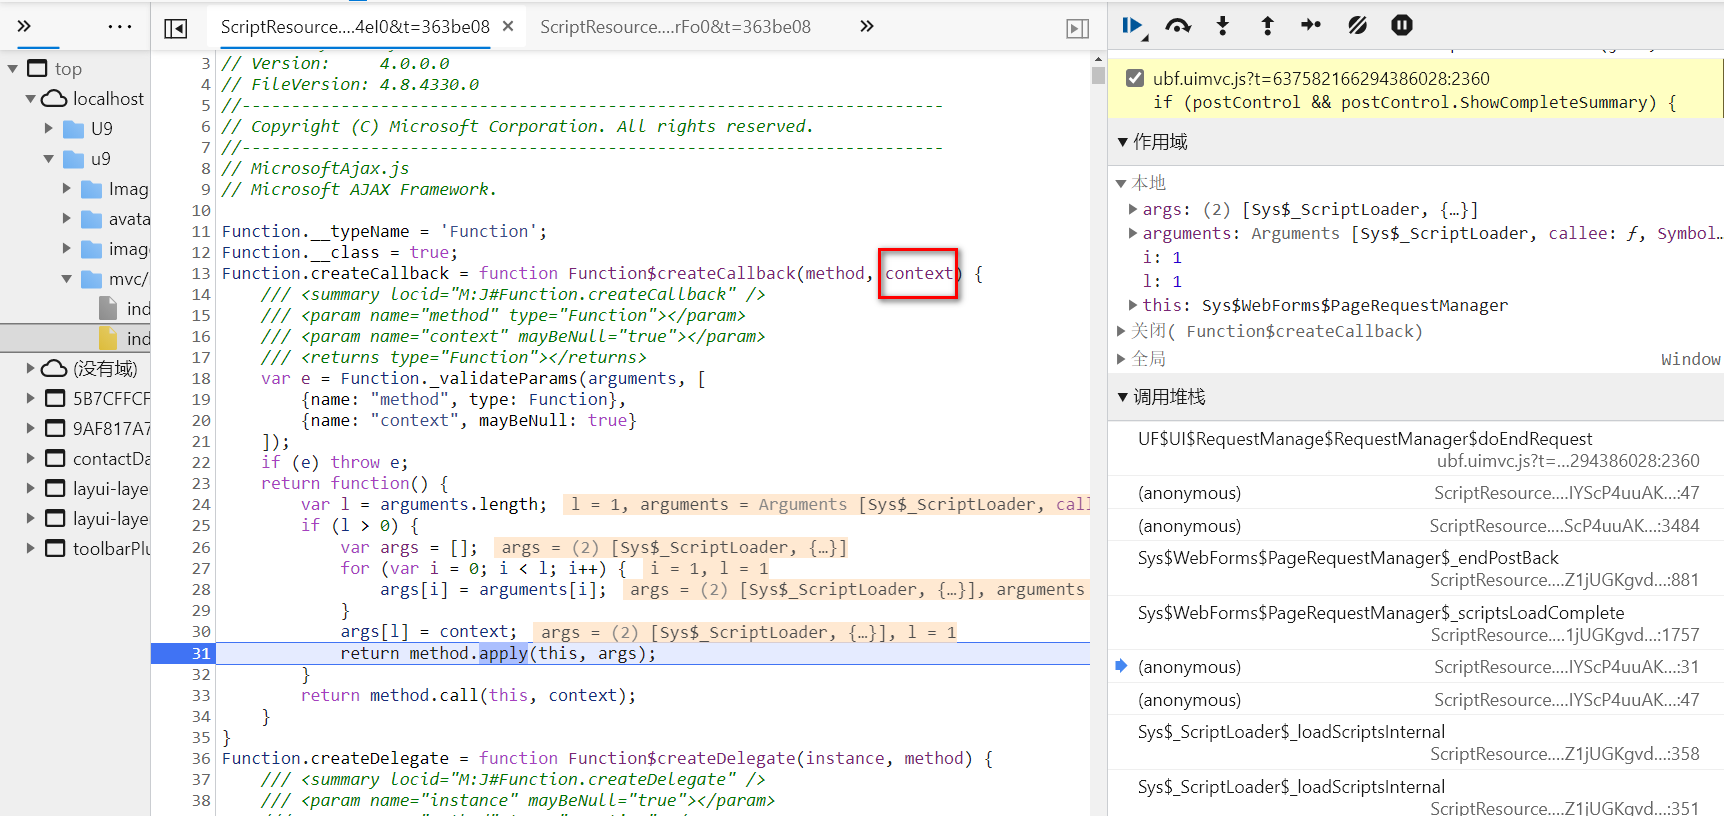 ScriptResource....4eI0&t=363be08
ScriptResource....rFo0&t=363be08
top
localhost
U9
u9
Imag
avata
image
mvc/
ind
ind
(没有域)
5B7CFFCF
9AF817A7
contactDa
layui-laye
layui-laye
toolbarPlu
3 // Version:     4.0.0.0
4 // FileVersion: 4.8.4330.0
5 //-----------------------------------------------------------------------
6 // Copyright (C) Microsoft Corporation. All rights reserved.
7 //-----------------------------------------------------------------------
8 // MicrosoftAjax.js
9 // Microsoft AJAX Framework.
10
11 Function.__typeName = 'Function';
12 Function.__class = true;
13 Function.createCallback = function Function$createCallback(method, context) {
14     /// <summary locid="M:J#Function.createCallback" />
15     /// <param name="method" type="Function"></param>
16     /// <param name="context" mayBeNull="true"></param>
17     /// <returns type="Function"></returns>
18     var e = Function._validateParams(arguments, [
19         {name: "method", type: Function},
20         {name: "context", mayBeNull: true}
21     ]);
22     if (e) throw e;
23     return function() {
24         var l = arguments.length;  l = 1, arguments = Arguments [Sys$_ScriptLoader, call
25         if (l > 0) {
26             var args = [];  args = (2) [Sys$_ScriptLoader, {…}]
27             for (var i = 0; i < l; i++) {  i = 1, l = 1
28                 args[i] = arguments[i];  args = (2) [Sys$_ScriptLoader, {…}], arguments
29             }
30             args[l] = context;  args = (2) [Sys$_ScriptLoader, {…}], l = 1
31             return method.apply(this, args);
32         }
33         return method.call(this, context);
34     }
35 }
36 Function.createDelegate = function Function$createDelegate(instance, method) {
37     /// <summary locid="M:J#Function.createDelegate" />
38     /// <param name="instance" mayBeNull="true"></param>
ubf.uimvc.js?t=637582166294386028:2360
if (postControl && postControl.ShowCompleteSummary) {
作用域
本地
args: (2) [Sys$_ScriptLoader, {…}]
arguments: Arguments [Sys$_ScriptLoader, callee: ƒ, Symbol…
i: 1
l: 1
this: Sys$WebForms$PageRequestManager
关闭( Function$createCallback)
全局 Window
调用堆栈
UF$UI$RequestManage$RequestManager$doEndRequest
ubf.uimvc.js?t=...294386028:2360
(anonymous) ScriptResource....IYScP4uuAK...:47
(anonymous) ScriptResource....ScP4uuAK...:3484
Sys$WebForms$PageRequestManager$_endPostBack
ScriptResource....Z1jUGKgvd...:881
Sys$WebForms$PageRequestManager$_scriptsLoadComplete
ScriptResource....1jUGKgvd...:1757
(anonymous) ScriptResource....IYScP4uuAK...:31
(anonymous) ScriptResource....IYScP4uuAK...:47
Sys$_ScriptLoader$_loadScriptsInternal
ScriptResource....Z1jUGKgvd...:358
Sys$_ScriptLoader$_loadScriptsInternal
ScriptResource....Z1jUGKgvd...:351